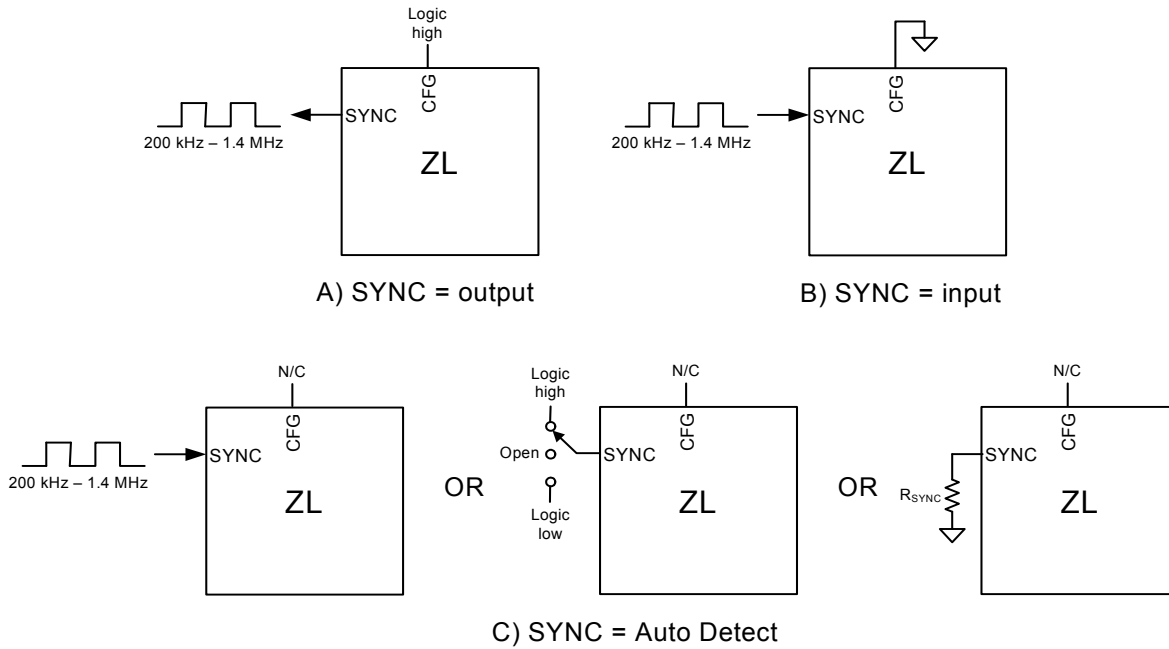 Logic
high
CFG
SYNC
200 kHz – 1.4 MHz
ZL
A) SYNC = output
CFG
SYNC
200 kHz – 1.4 MHz
ZL
B) SYNC = input
N/C
CFG
SYNC
200 kHz – 1.4 MHz
ZL
OR
Logic
high
Open
Logic
low
N/C
CFG
SYNC
ZL
OR
N/C
CFG
SYNC
RSYNC
ZL
C) SYNC = Auto Detect